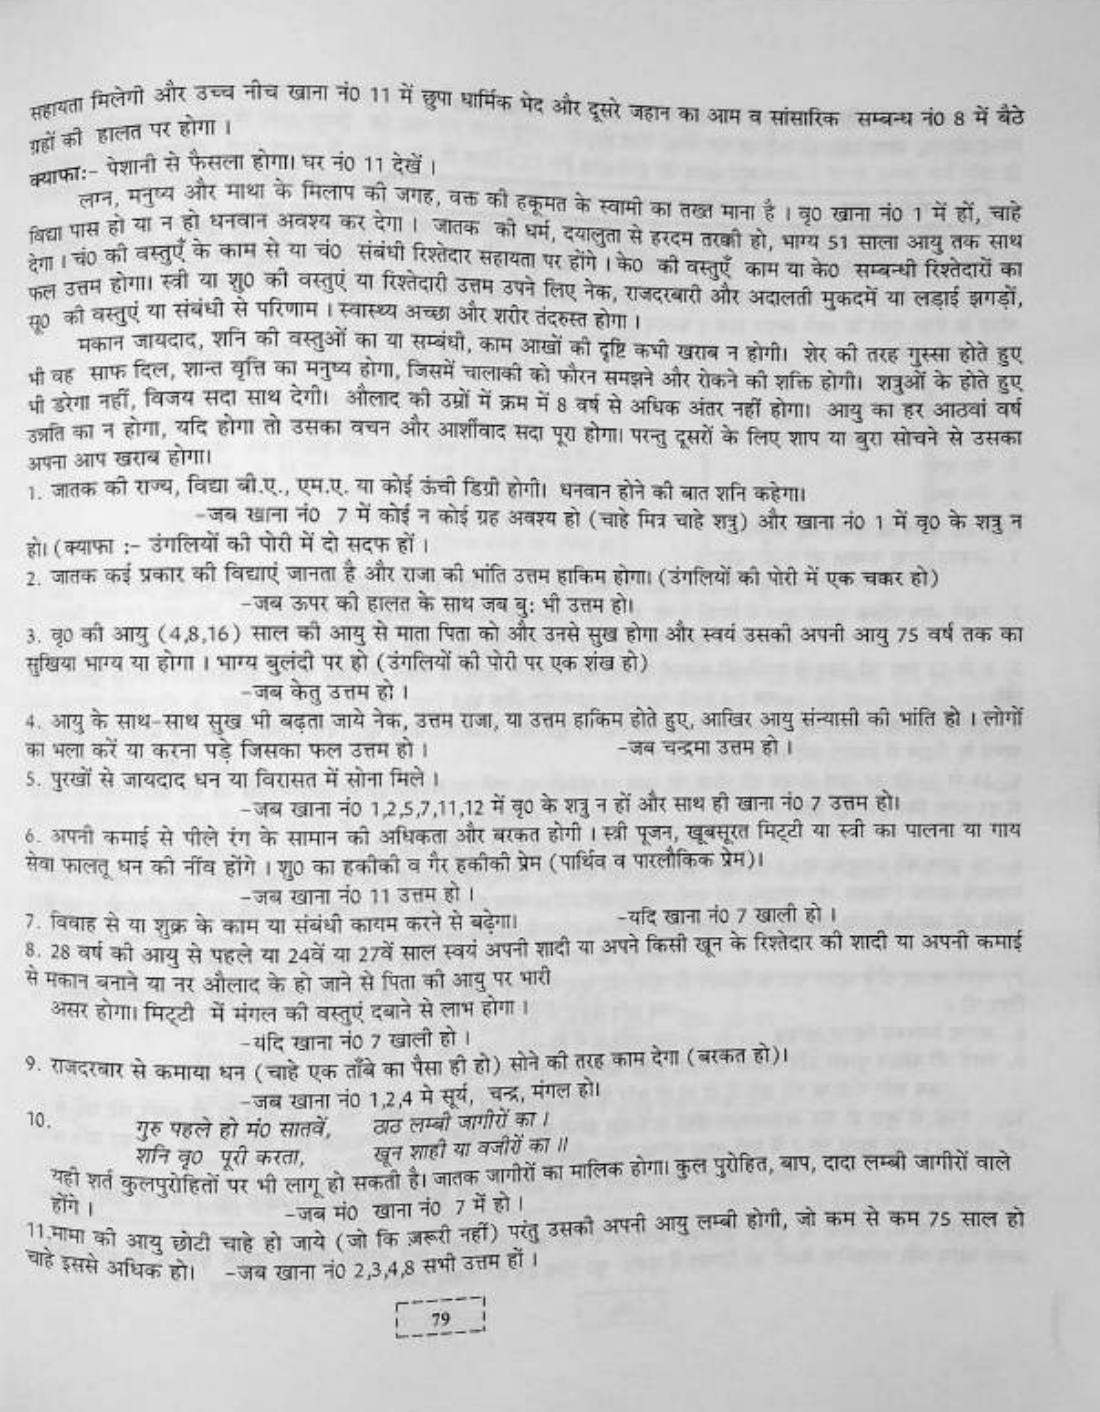 सहायता मिलेगी और उच्च नीच खाना नं0 11 में छुपा धार्मिक भेद और दूसरे जहान का आम व सांसारिक सम्बन्ध नं0 8 में बैठे
ग्रहों की हालत पर होगा ।
क्याफा:- पेशानी से फैसला होगा। घर नं0 11 देखें ।
लग्न, मनुष्य और माथा के मिलाप की जगह, वक्त की हकूमत के स्वामी का तख्त माना है । वृ0 खाना नं0 1 में हों, चाहे
विद्या पास हो या न हो धनवान अवश्य कर देगा । जातक की धर्म, दयालुता से हरदम तरक्की हो, भाग्य 51 साला आयु तक साथ
देगा । चं0 की वस्तुएँ के काम से या चं0 संबंधी रिश्तेदार सहायता पर होंगे । के0 की वस्तुएँ काम या के0 सम्बन्धी रिश्तेदारों का
फल उत्तम होगा। स्त्री या शु0 की वस्तुएं या रिश्तेदारी उत्तम उपने लिए नेक, राजदरबारी और अदालती मुकदमें या लड़ाई झगड़ों,
सू0 की वस्तुएं या संबंधी से परिणाम । स्वास्थ्य अच्छा और शरीर तंदरुस्त होगा ।
मकान जायदाद, शनि की वस्तुओं का या सम्बंधी, काम आखों की दृष्टि कभी खराब न होगी। शेर की तरह गुस्सा होते हुए
भी वह साफ दिल, शान्त वृत्ति का मनुष्य होगा, जिसमें चालाकी को फौरन समझने और रोकने की शक्ति होगी। शत्रुओं के होते हुए
भी डरेगा नहीं, विजय सदा साथ देगी। औलाद की उम्रों में क्रम में 8 वर्ष से अधिक अंतर नहीं होगा। आयु का हर आठवां वर्ष
उन्नति का न होगा, यदि होगा तो उसका वचन और आर्शीवाद सदा पूरा होगा। परन्तु दूसरों के लिए शाप या बुरा सोचने से उसका
अपना आप खराब होगा।
1. जातक की राज्य, विद्या बी.ए., एम.ए. या कोई ऊंची डिग्री होगी। धनवान होने की बात शनि कहेगा।
-जब खाना नं0 7 में कोई न कोई ग्रह अवश्य हो (चाहे मित्र चाहे शत्रु) और खाना नं0 1 में वृ0 के शत्रु न
हो। (क्याफा :- उंगलियों की पोरी में दो सदफ हों ।
2. जातक कई प्रकार की विद्याएं जानता है और राजा की भांति उत्तम हाकिम होगा। (उंगलियों की पोरी में एक चक्कर हो)
-जब ऊपर की हालत के साथ जब बु: भी उत्तम हो।
3. वृ0 की आयु (4,8,16) साल की आयु से माता पिता को और उनसे सुख होगा और स्वयं उसकी अपनी आयु 75 वर्ष तक का
सुखिया भाग्य या होगा । भाग्य बुलंदी पर हो (उंगलियों की पोरी पर एक शंख हो)
-जब केतु उत्तम हो ।
4. आयु के साथ-साथ सुख भी बढ़ता जाये नेक, उत्तम राजा, या उत्तम हाकिम होते हुए, आखिर आयु संन्यासी की भांति हो । लोगों
का भला करें या करना पड़े जिसका फल उत्तम हो । -जब चन्द्रमा उत्तम हो ।
5. पुरखों से जायदाद धन या विरासत में सोना मिले ।
-जब खाना नं0 1,2,5,7,11,12 में वृ0 के शत्रु न हों और साथ ही खाना नं0 7 उत्तम हो।
6. अपनी कमाई से पीले रंग के सामान की अधिकता और बरकत होगी । स्त्री पूजन, खूबसूरत मिट्टी या स्त्री का पालना या गाय
सेवा फालतू धन की नींव होंगे । शु0 का हकीकी व गैर हकीकी प्रेम (पार्थिव व पारलौकिक प्रेम)।
-जब खाना नं0 11 उत्तम हो ।
7. विवाह से या शुक्र के काम या संबंधी कायम करने से बढ़ेगा। -यदि खाना नं0 7 खाली हो ।
8. 28 वर्ष की आयु से पहले या 24वें या 27वें साल स्वयं अपनी शादी या अपने किसी खून के रिश्तेदार की शादी या अपनी कमाई
से मकान बनाने या नर औलाद के हो जाने से पिता की आयु पर भारी
असर होगा। मिट्टी में मंगल की वस्तुएं दबाने से लाभ होगा ।
-यदि खाना नं0 7 खाली हो ।
9. राजदरबार से कमाया धन (चाहे एक ताँबे का पैसा ही हो) सोने की तरह काम देगा (बरकत हो)।
-जब खाना नं0 1,2,4 मे सूर्य, चन्द्र, मंगल हो।
10. गुरु पहले हो मं0 सातवें, ठाठ लम्बी जागीरों का ।
शनि वृ0 पूरी करता, खून शाही या वजीरों का ॥
यही शर्त कुलपुरोहितों पर भी लागू हो सकती है। जातक जागीरों का मालिक होगा। कुल पुरोहित, बाप, दादा लम्बी जागीरों वाले
होंगे । -जब मं0 खाना नं0 7 में हो ।
11.मामा की आयु छोटी चाहे हो जाये (जो कि ज़रूरी नहीं) परंतु उसकी अपनी आयु लम्बी होगी, जो कम से कम 75 साल हो
चाहे इससे अधिक हो। -जब खाना नं0 2,3,4,8 सभी उत्तम हों ।
79